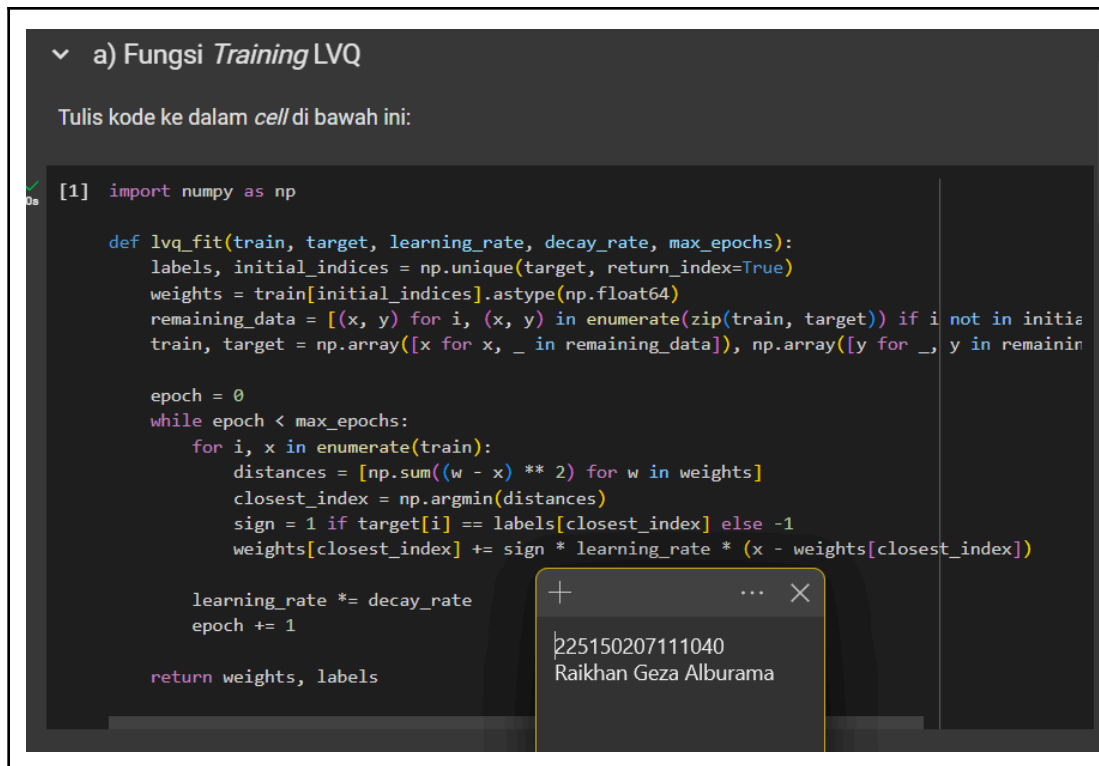 a) Fungsi Training LVQ
Tulis kode ke dalam cell di bawah ini:
0s
[1] import numpy as np
def lvq_fit(train, target, learning_rate, decay_rate, max_epochs):
labels, initial_indices = np.unique(target, return_index=True)
weights = train[initial_indices].astype(np.float64)
remaining_data = [(x, y) for i, (x, y) in enumerate(zip(train, target)) if i not in initia
train, target = np.array([x for x, _ in remaining_data]), np.array([y for _, y in remainin
epoch = 0
while epoch < max_epochs:
for i, x in enumerate(train):
distances = [np.sum((w - x) ** 2) for w in weights]
closest_index = np.argmin(distances)
sign = 1 if target[i] == labels[closest_index] else -1
weights[closest_index] += sign * learning_rate * (x - weights[closest_index])
learning_rate *= decay_rate
epoch += 1
return weights, labels
225150207111040
Raikhan Geza Alburama